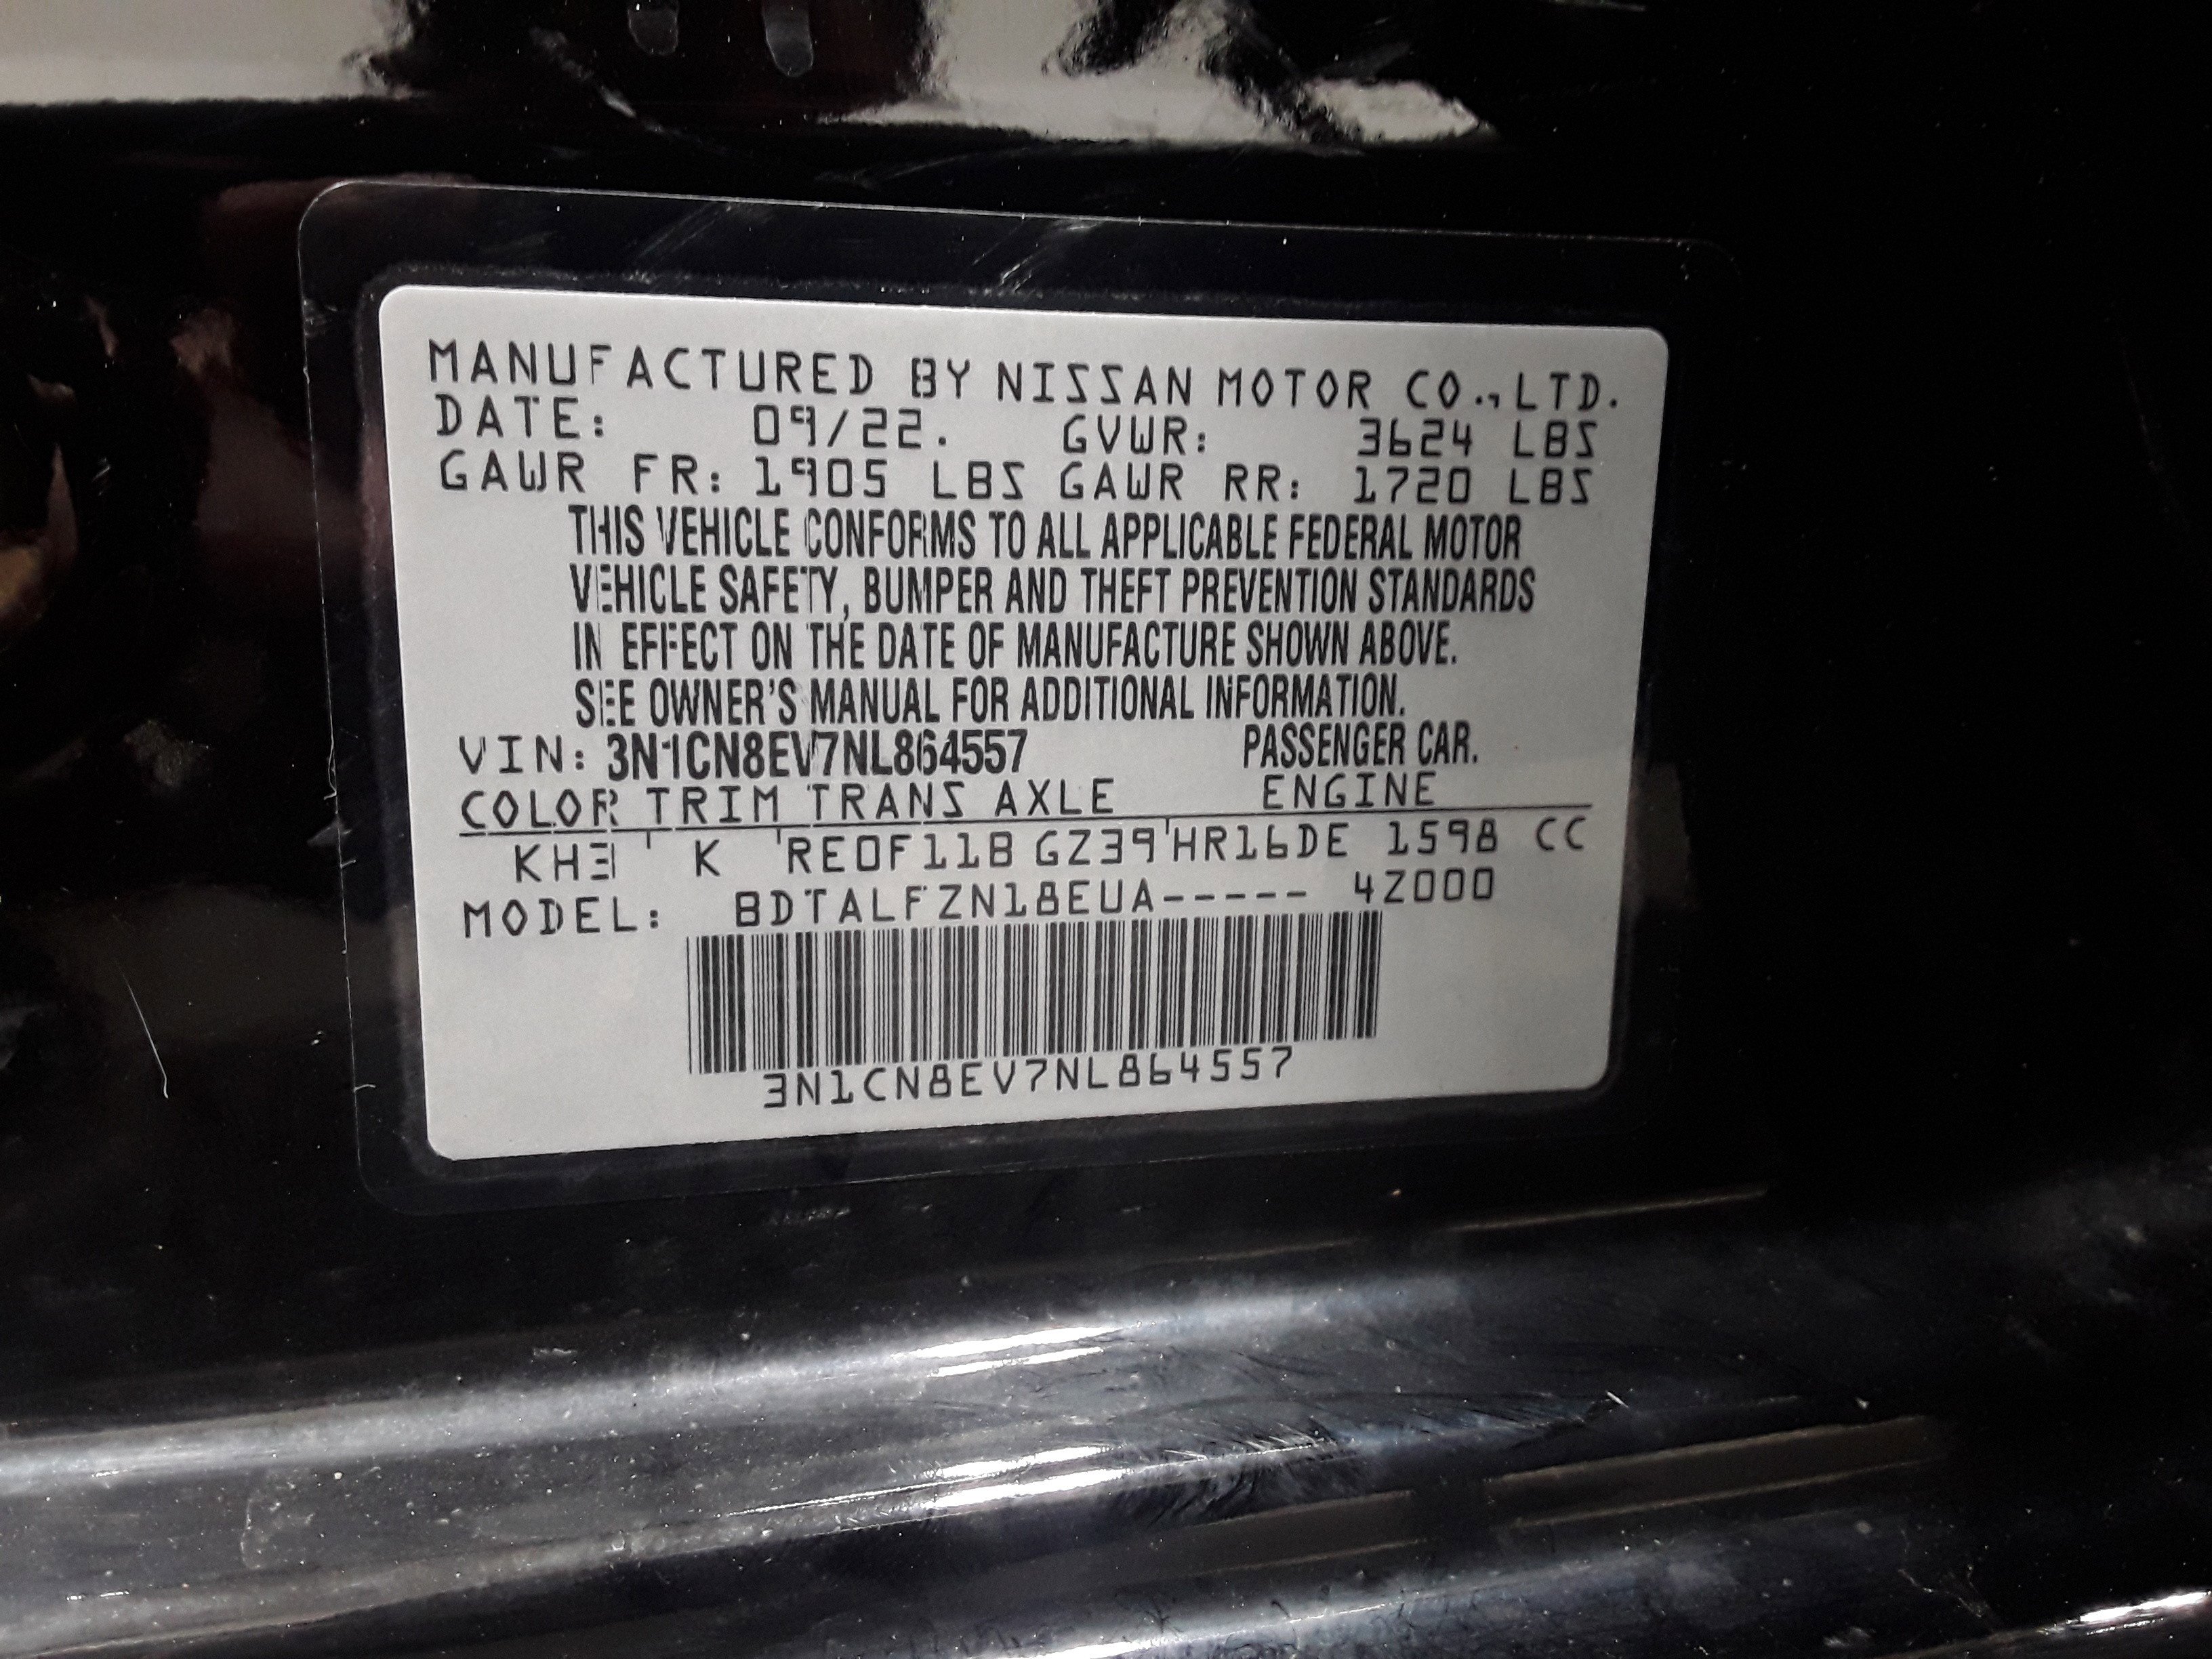 MANUFACTURED BY NISSAN MOTOR CO.,LTD.
DATE: 09/22. GVWR: 3624 LBS
GAWR FR: 1905 LBS GAWR RR: 1720 LBS
THIS VEHICLE CONFORMS TO ALL APPLICABLE FEDERAL MOTOR
VEHICLE SAFETY, BUMPER AND THEFT PREVENTION STANDARDS
IN EFFECT ON THE DATE OF MANUFACTURE SHOWN ABOVE.
SEE OWNER'S MANUAL FOR ADDITIONAL INFORMATION.
VIN: 3N1CN8EV7NL864557 PASSENGER CAR.
COLOR TRIM TRANS AXLE ENGINE
KH3 K RE0F11B GZ39 HR16DE 1598 CC
MODEL: BDTALFZN18EUA----- 4Z000
3N1CN8EV7NL864557